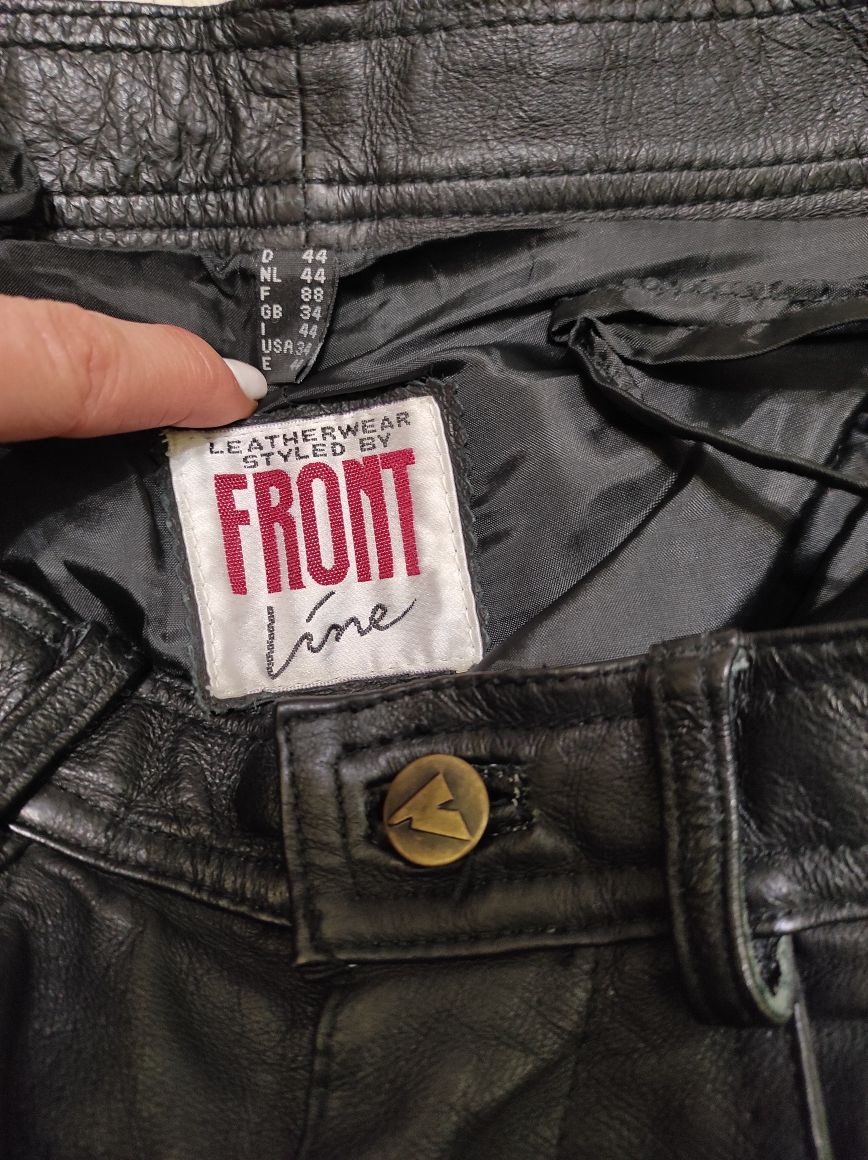 D 44
NL 44
F 88
GB 34
I 44
USA 34
E
LEATHERWEAR
STYLED BY
FRONT
Line